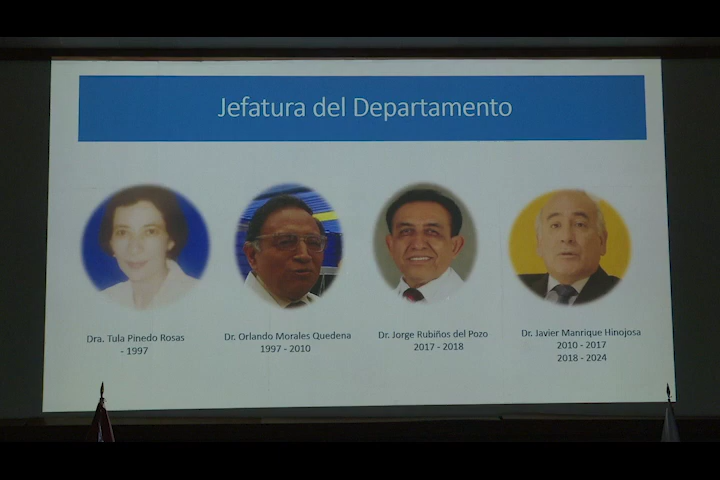 Jefatura del Departamento
Dra. Tula Pinedo Rosas
- 1997
Dr. Orlando Morales Quedena
1997 - 2010
Dr. Jorge Rubiños del Pozo
2017 - 2018
Dr. Javier Manrique Hinojosa
2010 - 2017
2018 - 2024